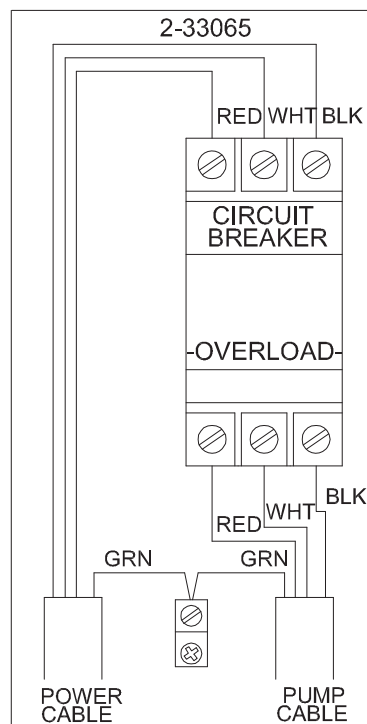 2-33065
RED WHT BLK
CIRCUIT
BREAKER
-OVERLOAD-
BLK
WHT
RED
GRN GRN
POWER
CABLE
PUMP
CABLE